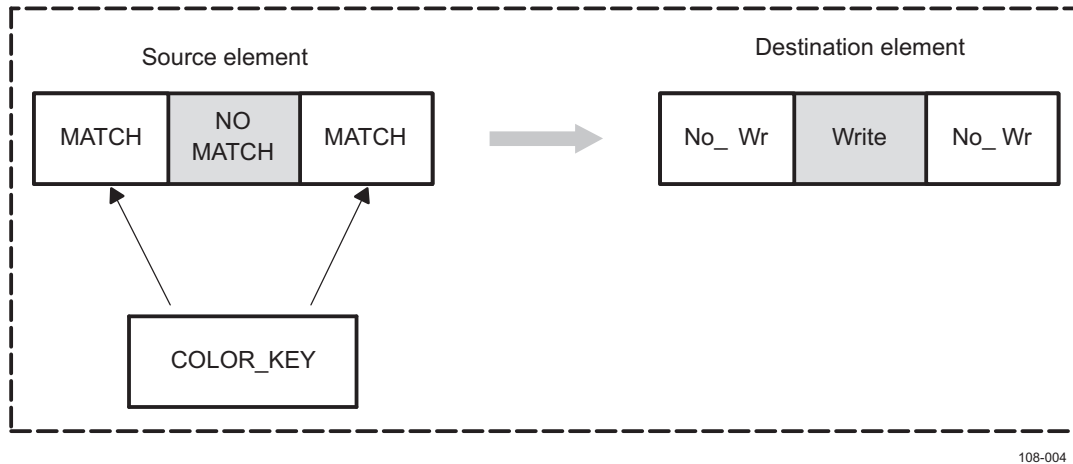 Source element
Destination element
MATCH
NO
MATCH
MATCH
No_ Wr
Write
No_ Wr
COLOR_KEY
108-004